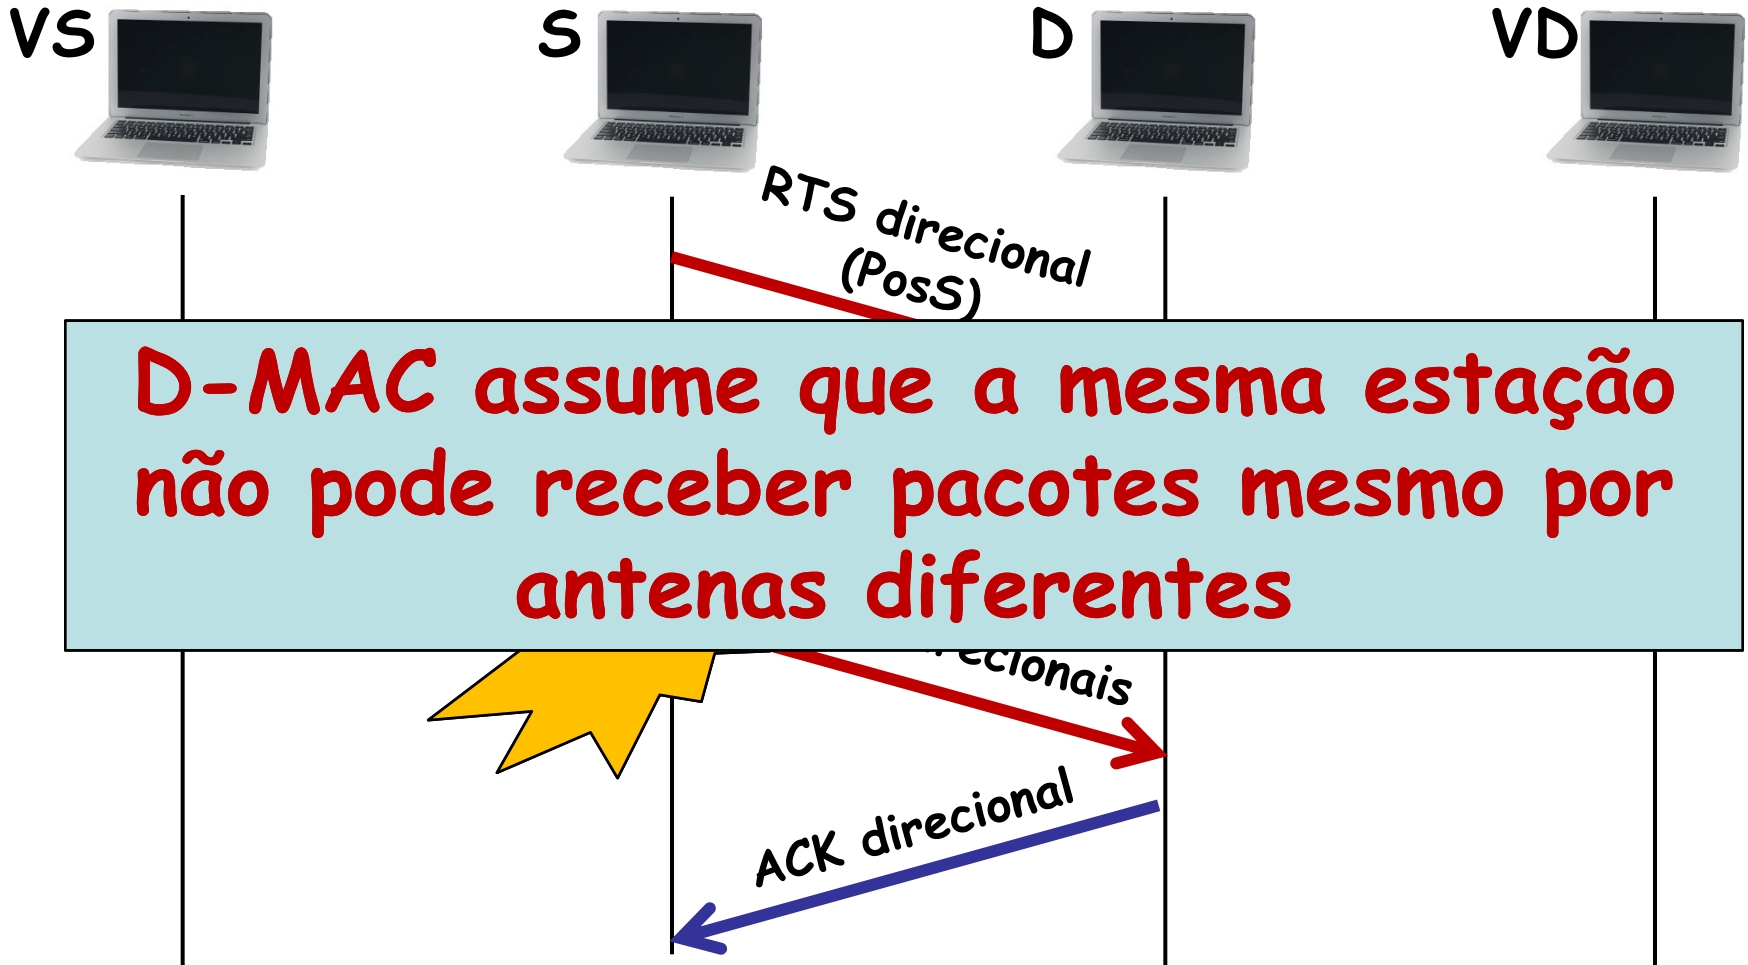 VS
S
D
VD
RTS direcional
(PosS)
D-MAC assume que a mesma estação
não pode receber pacotes mesmo por
antenas diferentes
ACK direcional